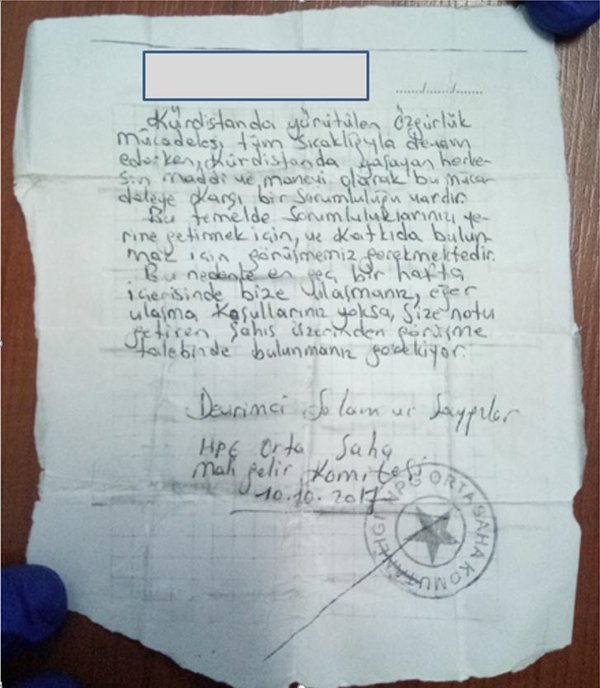 ...../...../.....
Kürdistanda yürütülen özgürlük
mücadelesi tüm sıcaklığıyla devam
ederken, Kürdistanda yaşayan herke-
sin maddi ve manevi olarak bu müca-
deleye karşı bir sorumluluğu vardır.
Bu temelde sorumluluklarınızı ye-
rine getirmek için, ve katkıda bulun-
mak için görüşmemiz gerekmektedir.
Bu nedenle en geç bir hafta
içerisinde bize ulaşmanız, eğer
ulaşma koşullarınız yoksa, size notu
getiren şahıs üzerinden görüşme
talebinde bulunmanız gerekiyor.
Devrimci Selam ve Saygılar
HPG Orta Saha
Mali gelir Komitesi
10.10.2017
HPG ORTA SAHA KOMUTANLIGI